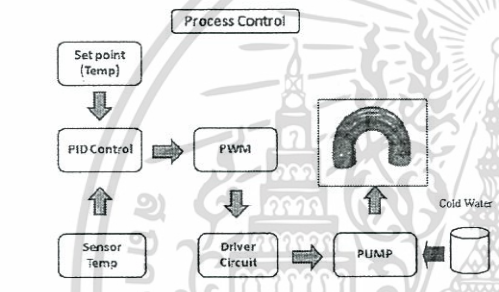 Process Control
Set point
(Temp)
PID Control
PWM
Cold Water
Sensor
Temp
Driver
Circuit
PUMP